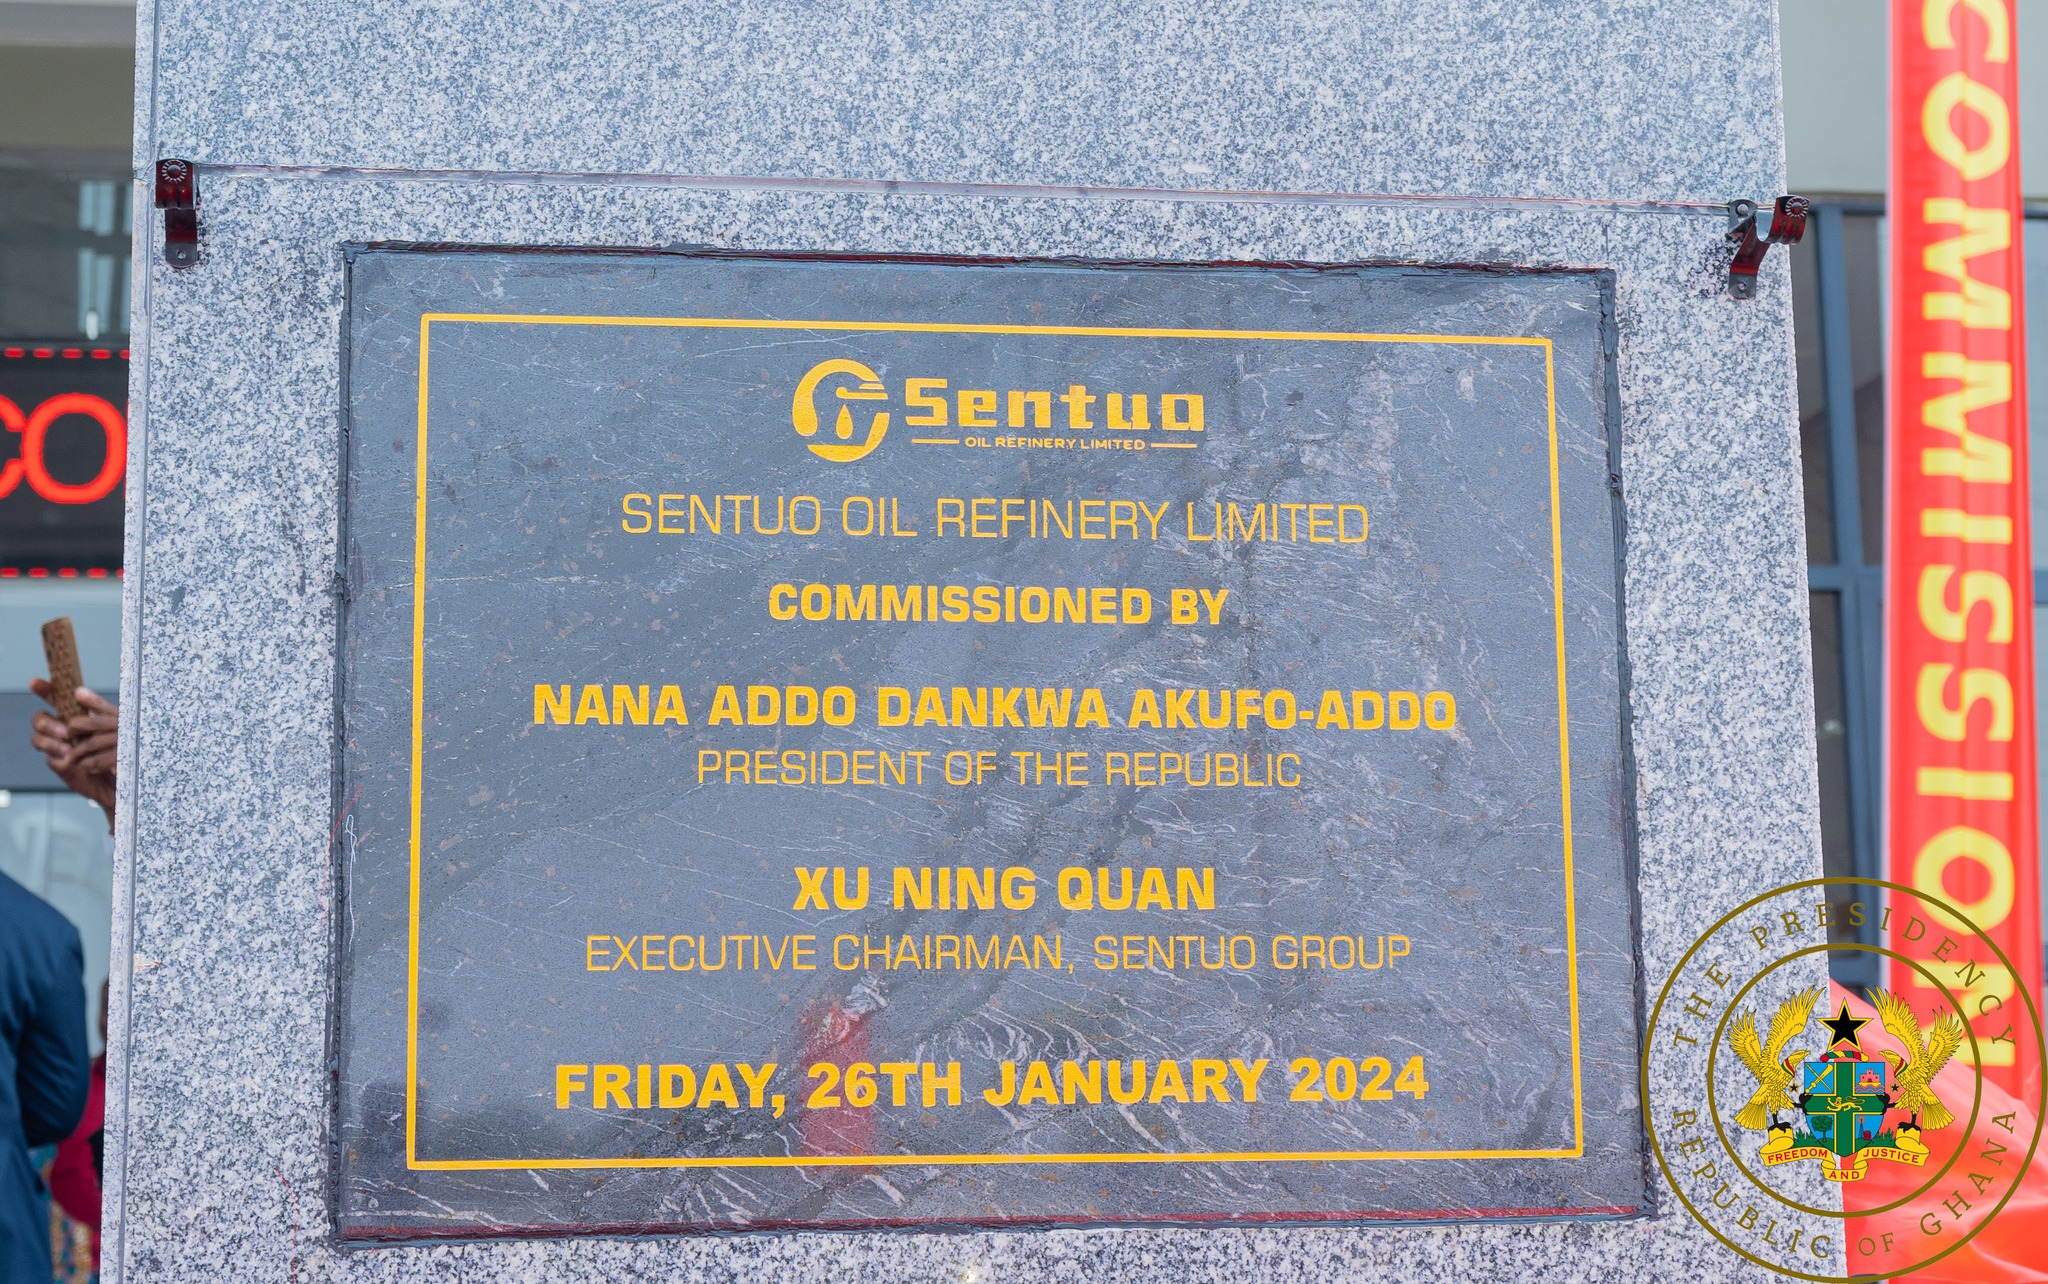 Sentuo
OIL REFINERY LIMITED
SENTUO OIL REFINERY LIMITED
COMMISSIONED BY
NANA ADDO DANKWA AKUFO-ADDO
PRESIDENT OF THE REPUBLIC
XU NING QUAN
EXECUTIVE CHAIRMAN, SENTUO GROUP
FRIDAY, 26TH JANUARY 2024
CO
COMMISSION
THE PRESIDENCY
REPUBLIC OF GHANA
FREEDOM AND JUSTICE